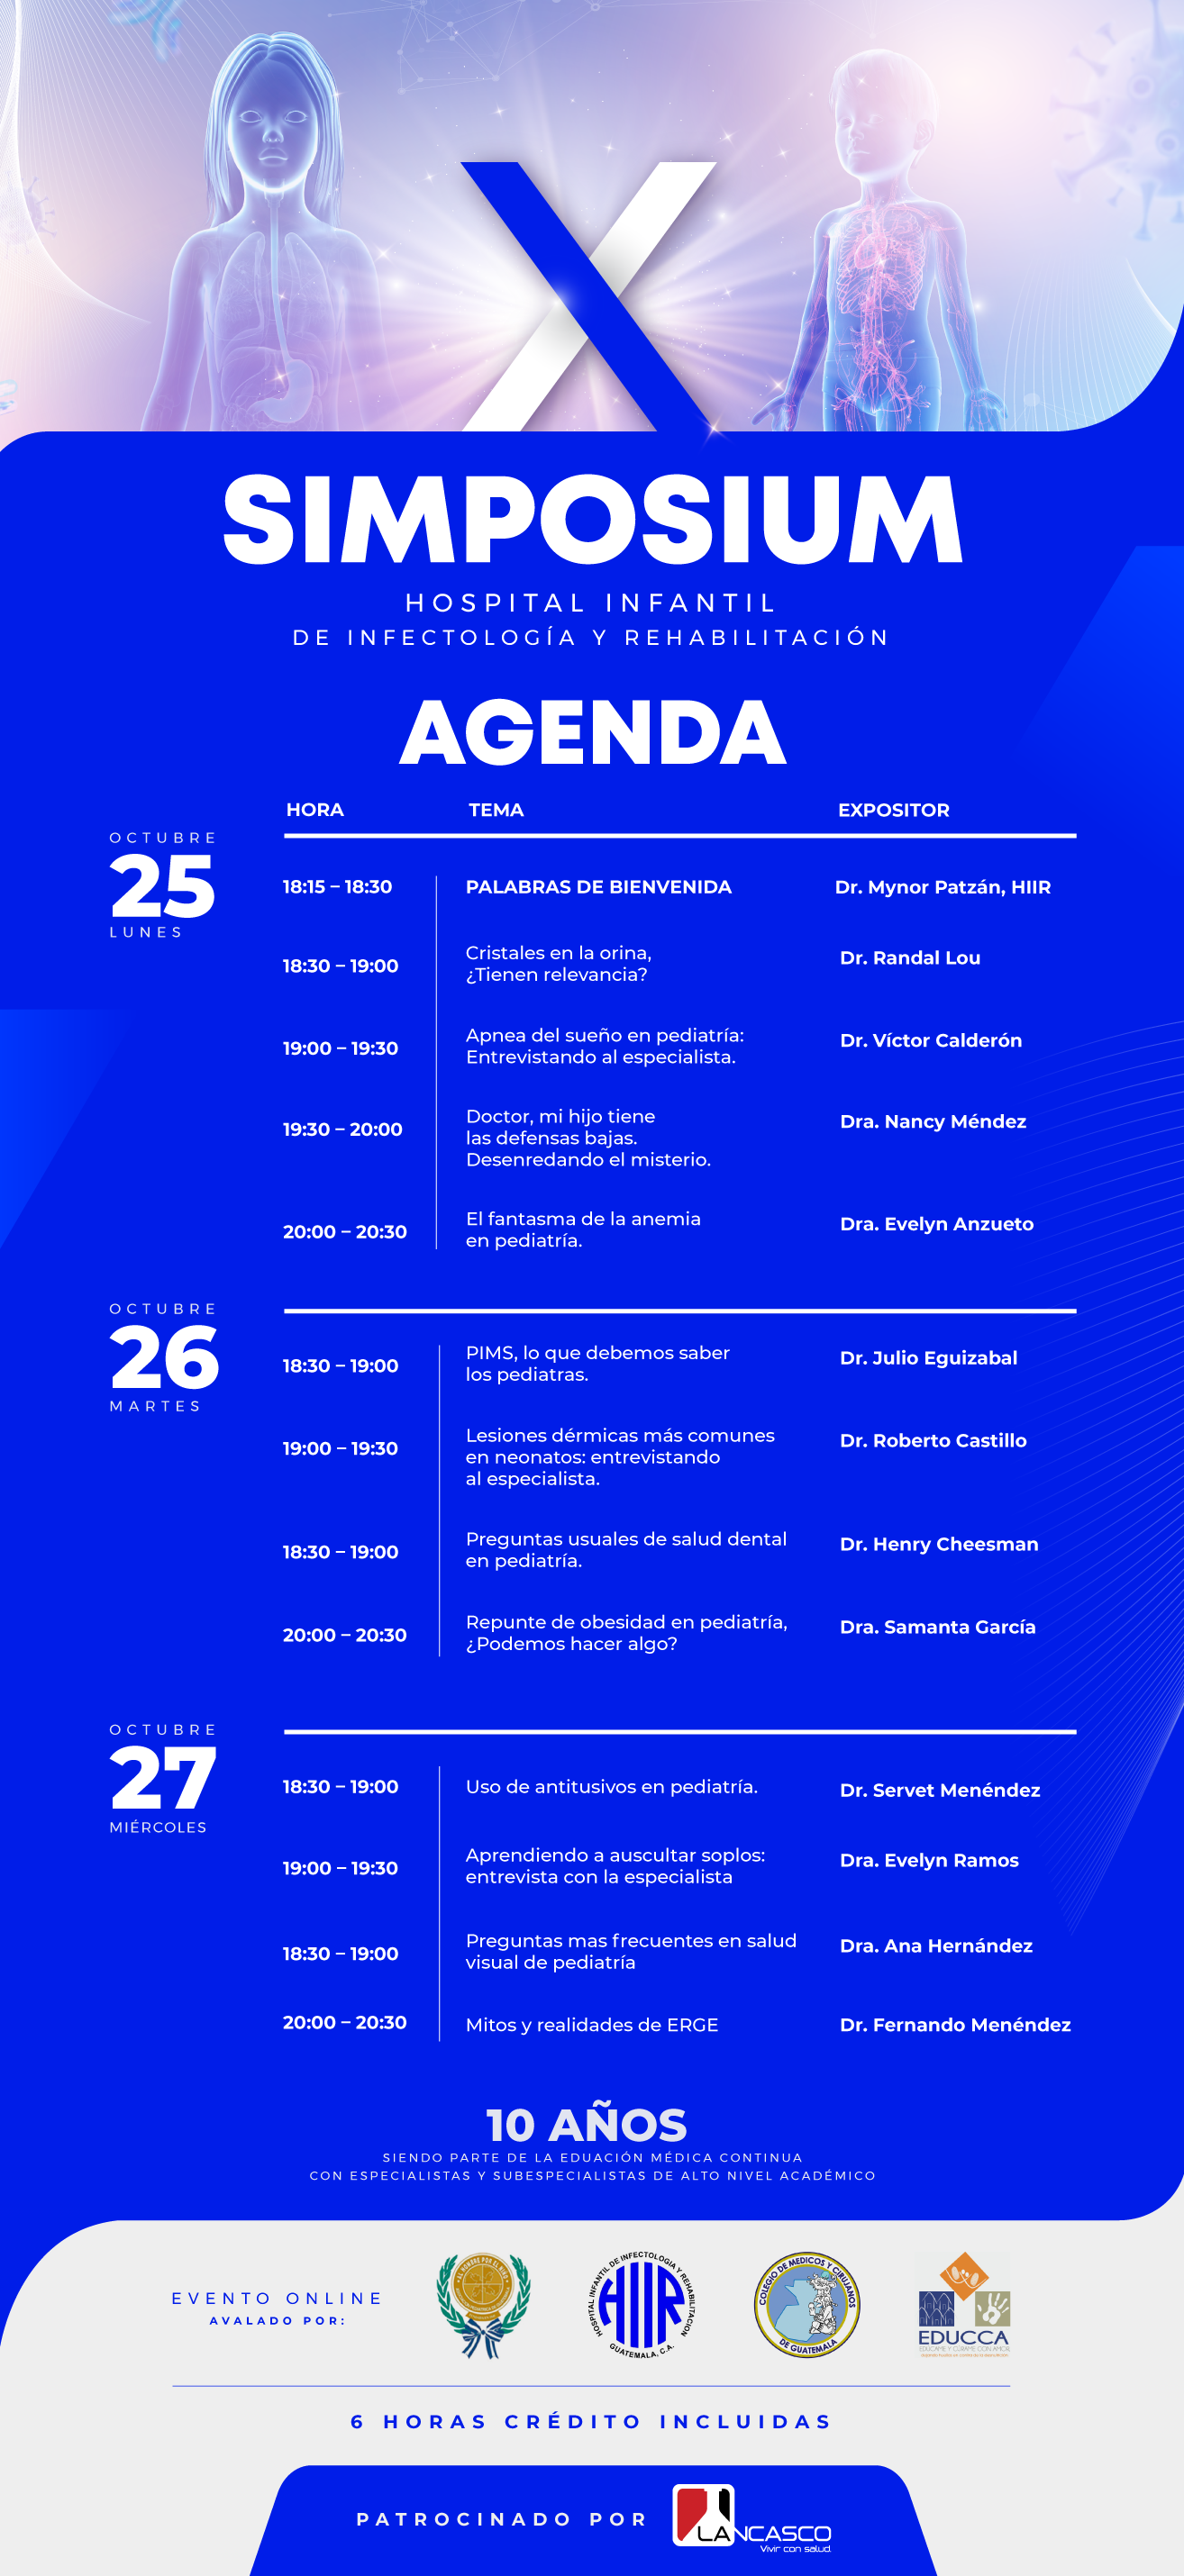 X
SIMPOSIUM
HOSPITAL INFANTIL
DE INFECTOLOGÍA Y REHABILITACIÓN
AGENDA
HORA TEMA EXPOSITOR
OCTUBRE
25
LUNES
18:15 – 18:30 PALABRAS DE BIENVENIDA Dr. Mynor Patzán, HIIR
18:30 – 19:00 Cristales en la orina, Dr. Randal Lou
¿Tienen relevancia?
19:00 – 19:30 Apnea del sueño en pediatría: Dr. Víctor Calderón
Entrevistando al especialista.
19:30 – 20:00 Doctor, mi hijo tiene Dra. Nancy Méndez
las defensas bajas.
Desenredando el misterio.
20:00 – 20:30 El fantasma de la anemia Dra. Evelyn Anzueto
en pediatría.
OCTUBRE
26
MARTES
18:30 – 19:00 PIMS, lo que debemos saber Dr. Julio Eguizabal
los pediatras.
19:00 – 19:30 Lesiones dérmicas más comunes Dr. Roberto Castillo
en neonatos: entrevistando
al especialista.
18:30 – 19:00 Preguntas usuales de salud dental Dr. Henry Cheesman
en pediatría.
20:00 – 20:30 Repunte de obesidad en pediatría, Dra. Samanta García
¿Podemos hacer algo?
OCTUBRE
27
MIÉRCOLES
18:30 – 19:00 Uso de antitusivos en pediatría. Dr. Servet Menéndez
19:00 – 19:30 Aprendiendo a auscultar soplos: Dra. Evelyn Ramos
entrevista con la especialista
18:30 – 19:00 Preguntas mas frecuentes en salud Dra. Ana Hernández
visual de pediatría
20:00 – 20:30 Mitos y realidades de ERGE Dr. Fernando Menéndez
10 AÑOS
SIENDO PARTE DE LA EDUACIÓN MÉDICA CONTINUA
CON ESPECIALISTAS Y SUBESPECIALISTAS DE ALTO NIVEL ACADÉMICO
EVENTO ONLINE
AVALADO POR:
HOSPITAL INFANTIL DE INFECTOLOGIA Y REHABILITACION
HIIR
GUATEMALA, C.A.
COLEGIO DE MEDICOS Y CIRUJANOS
DE GUATEMALA
EDUCCA
EDÚCAME Y CÚRAME CON AMOR
6 HORAS CRÉDITO INCLUIDAS
PATROCINADO POR
LANCASCO
Vivir con salud.